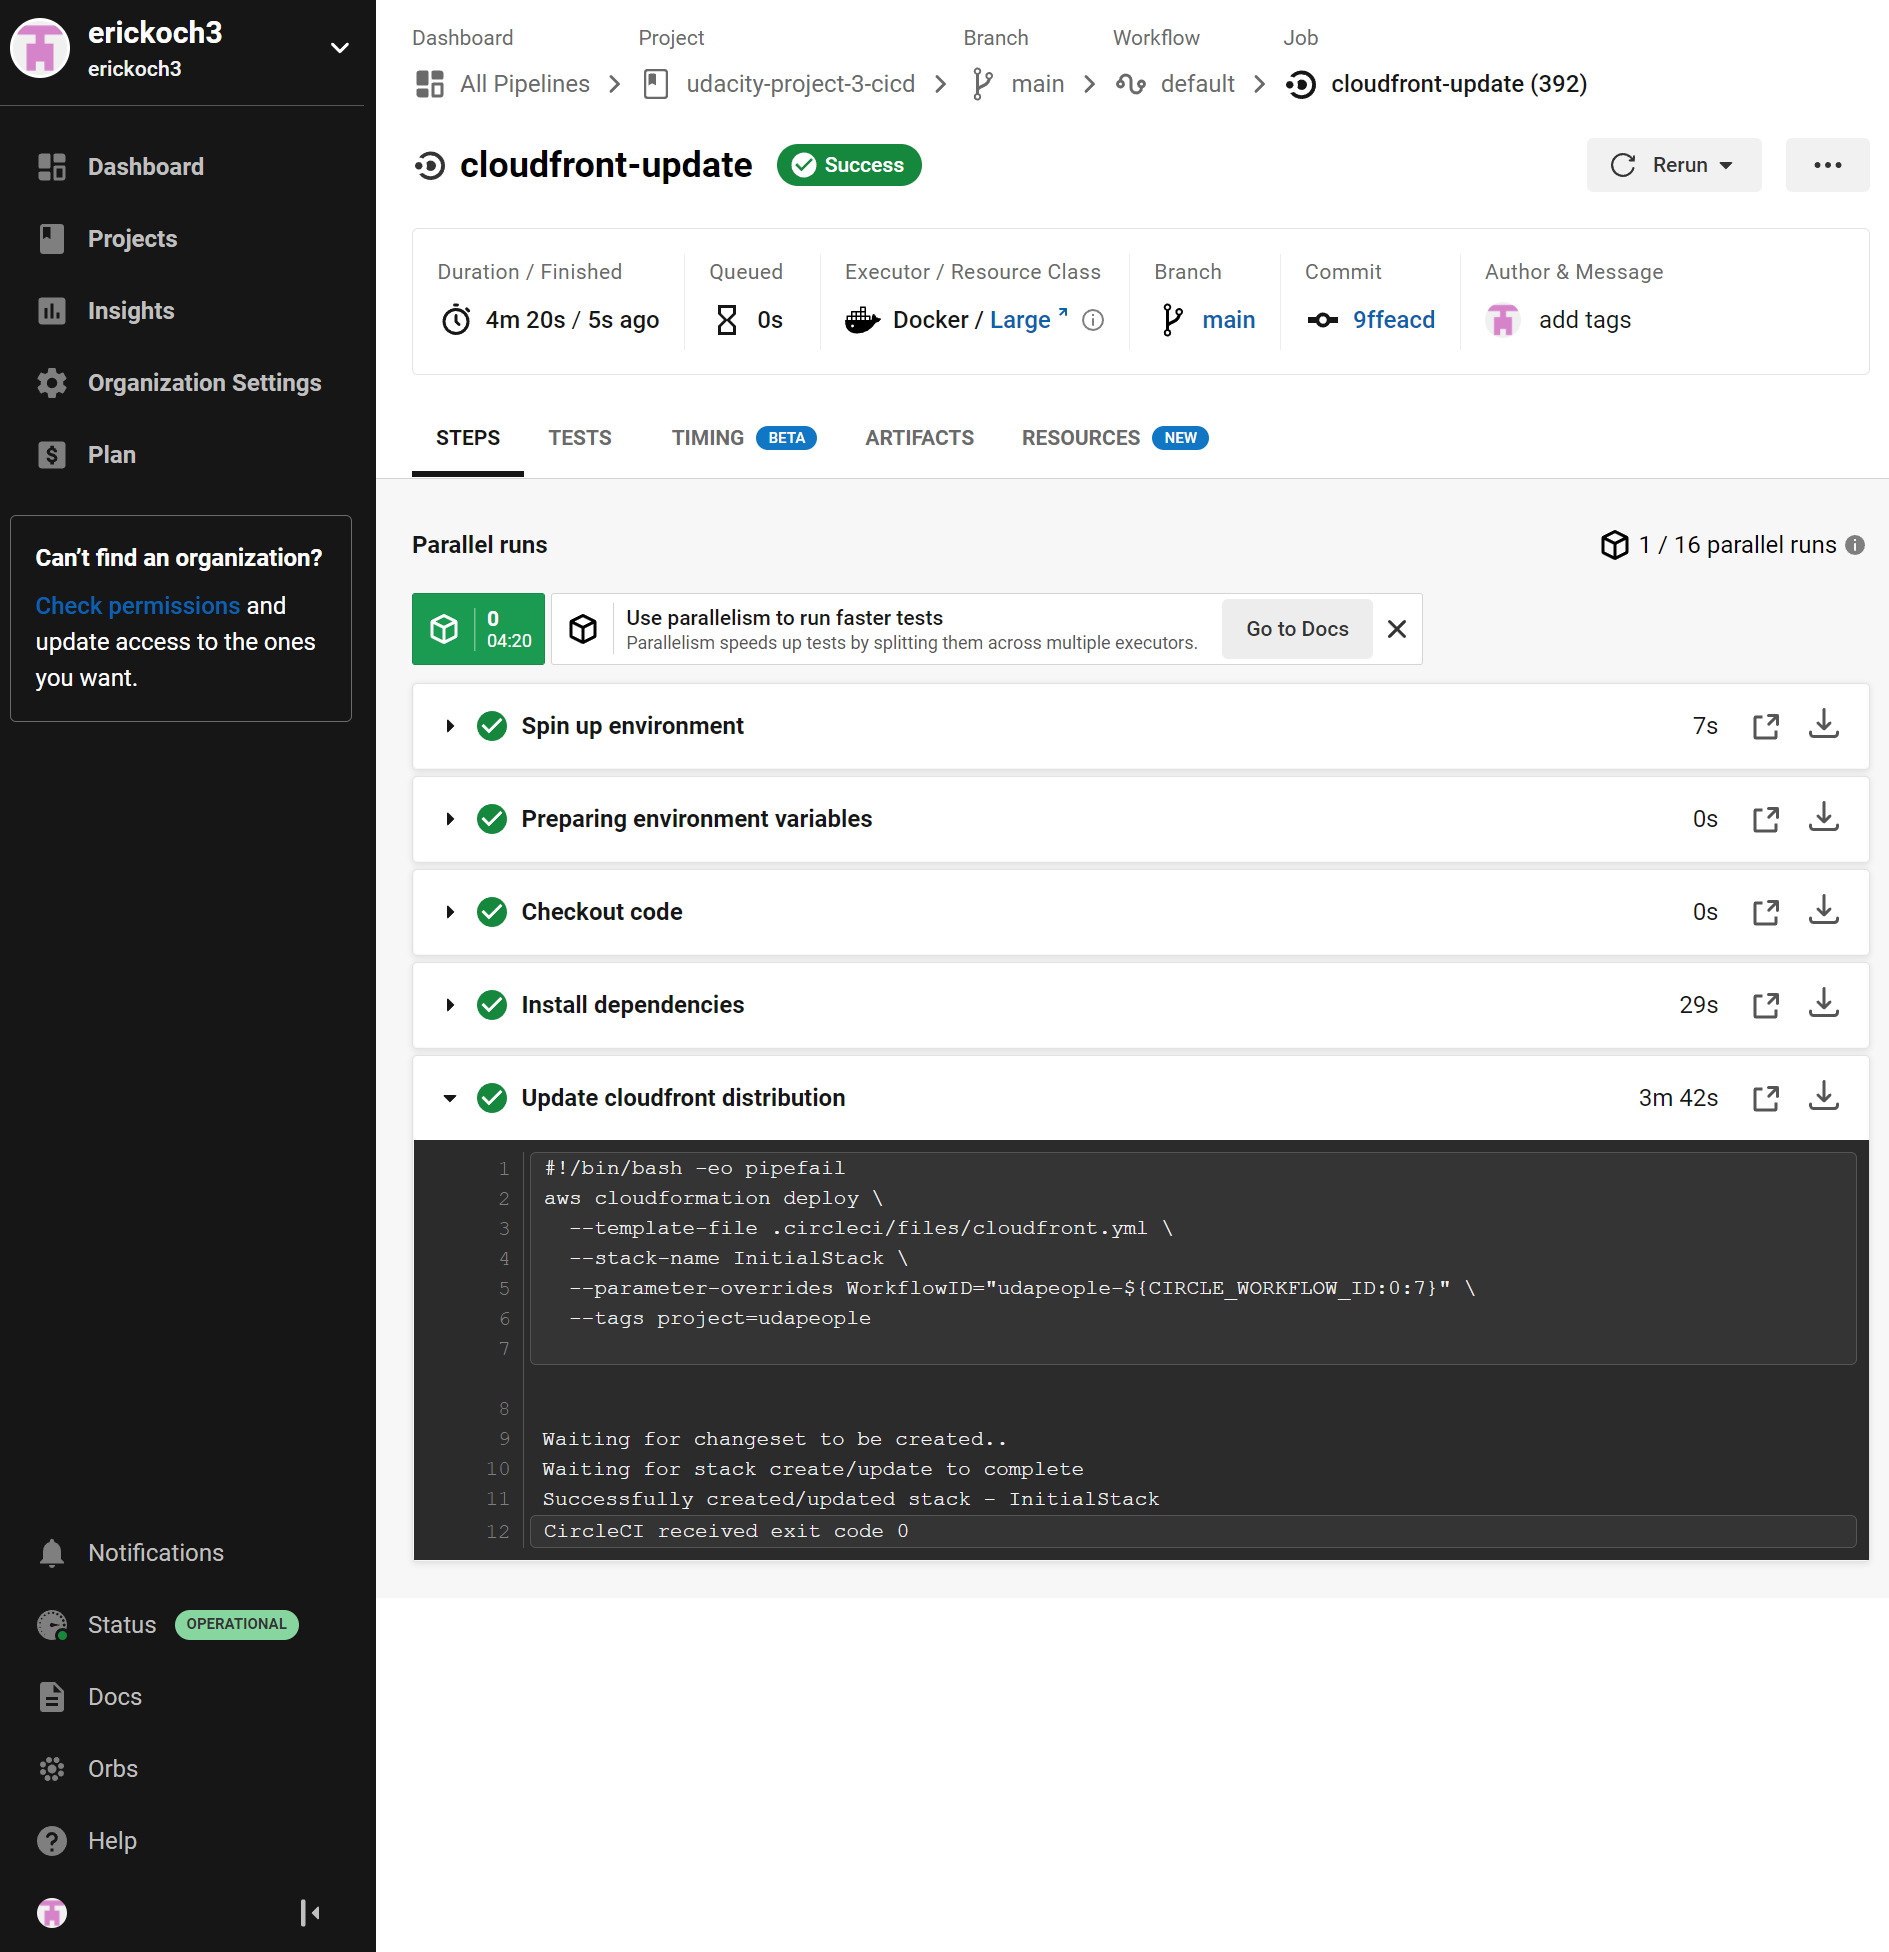 erickoch3
erickoch3
Dashboard
Projects
Insights
Organization Settings
Plan
Can't find an organization?
Check permissions and
update access to the ones
you want.
Notifications
Status OPERATIONAL
Docs
Orbs
Help
Dashboard Project Branch Workflow Job
All Pipelines udacity-project-3-cicd main default cloudfront-update (392)
cloudfront-update Success Rerun
Duration / Finished Queued Executor / Resource Class Branch Commit Author & Message
4m 20s / 5s ago 0s Docker / Large main 9ffeacd add tags
STEPS TESTS TIMING BETA ARTIFACTS RESOURCES NEW
Parallel runs 1 / 16 parallel runs
0
04:20
Use parallelism to run faster tests
Parallelism speeds up tests by splitting them across multiple executors.
Go to Docs
Spin up environment 7s
Preparing environment variables 0s
Checkout code 0s
Install dependencies 29s
Update cloudfront distribution 3m 42s
1 #!/bin/bash -eo pipefail
2 aws cloudformation deploy \
3 --template-file .circleci/files/cloudfront.yml \
4 --stack-name InitialStack \
5 --parameter-overrides WorkflowID="udapeople-${CIRCLE_WORKFLOW_ID:0:7}" \
6 --tags project=udapeople
7
8
9 Waiting for changeset to be created..
10 Waiting for stack create/update to complete
11 Successfully created/updated stack - InitialStack
12 CircleCI received exit code 0